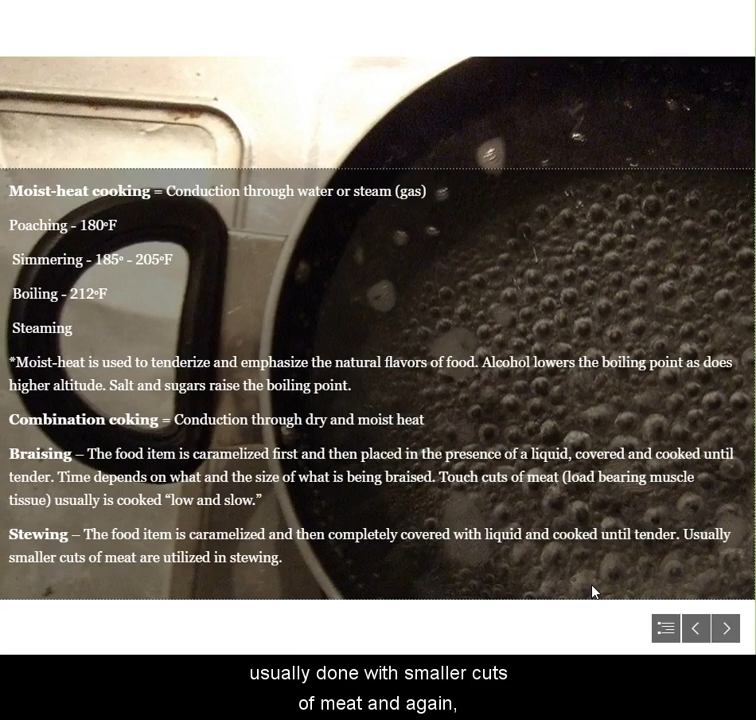 Moist-heat cooking = Conduction through water or steam (gas)
Poaching - 180ºF
Simmering - 185º - 205ºF
Boiling - 212ºF
Steaming
*Moist-heat is used to tenderize and emphasize the natural flavors of food. Alcohol lowers the boiling point as does
higher altitude. Salt and sugars raise the boiling point.
Combination coking = Conduction through dry and moist heat
Braising – The food item is caramelized first and then placed in the presence of a liquid, covered and cooked until
tender. Time depends on what and the size of what is being braised. Touch cuts of meat (load bearing muscle
tissue) usually is cooked “low and slow.”
Stewing – The food item is caramelized and then completely covered with liquid and cooked until tender. Usually
smaller cuts of meat are utilized in stewing.
usually done with smaller cuts
of meat and again,